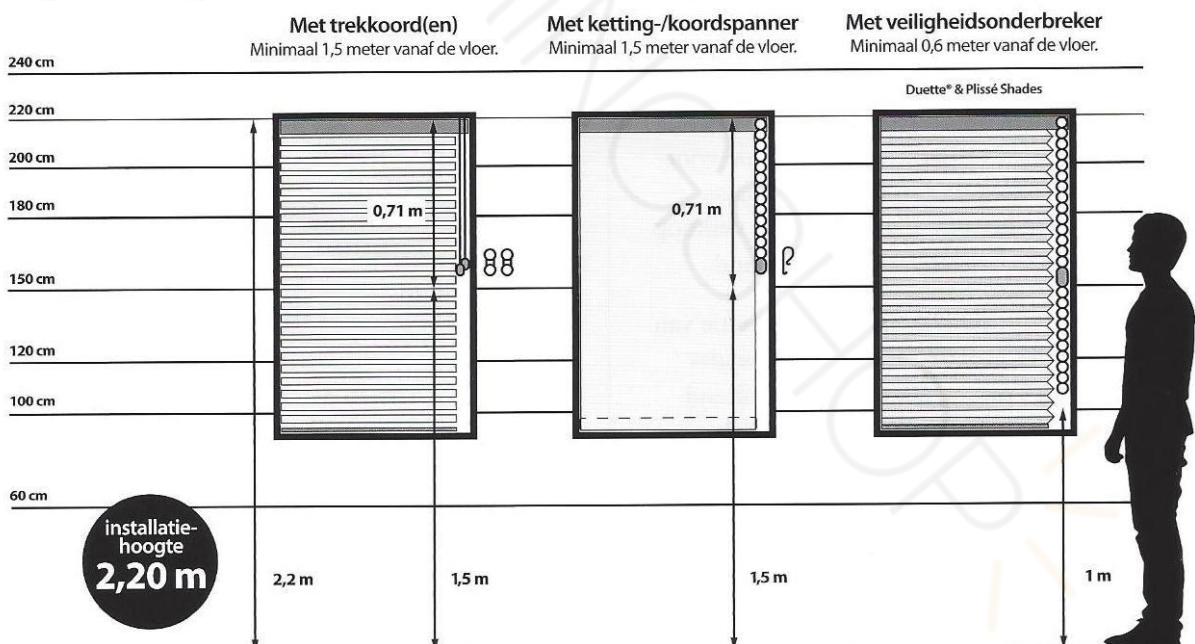 Met trekkoord(en)
Minimaal 1,5 meter vanaf de vloer.
Met ketting-/koordspanner
Minimaal 1,5 meter vanaf de vloer.
Met veiligheidsonderbreker
Minimaal 0,6 meter vanaf de vloer.
Duette® & Plissé Shades
240 cm
220 cm
200 cm
180 cm
150 cm
120 cm
100 cm
60 cm
0,71 m
0,71 m
installatie-
hoogte
2,20 m
2,2 m
1,5 m
1,5 m
1 m